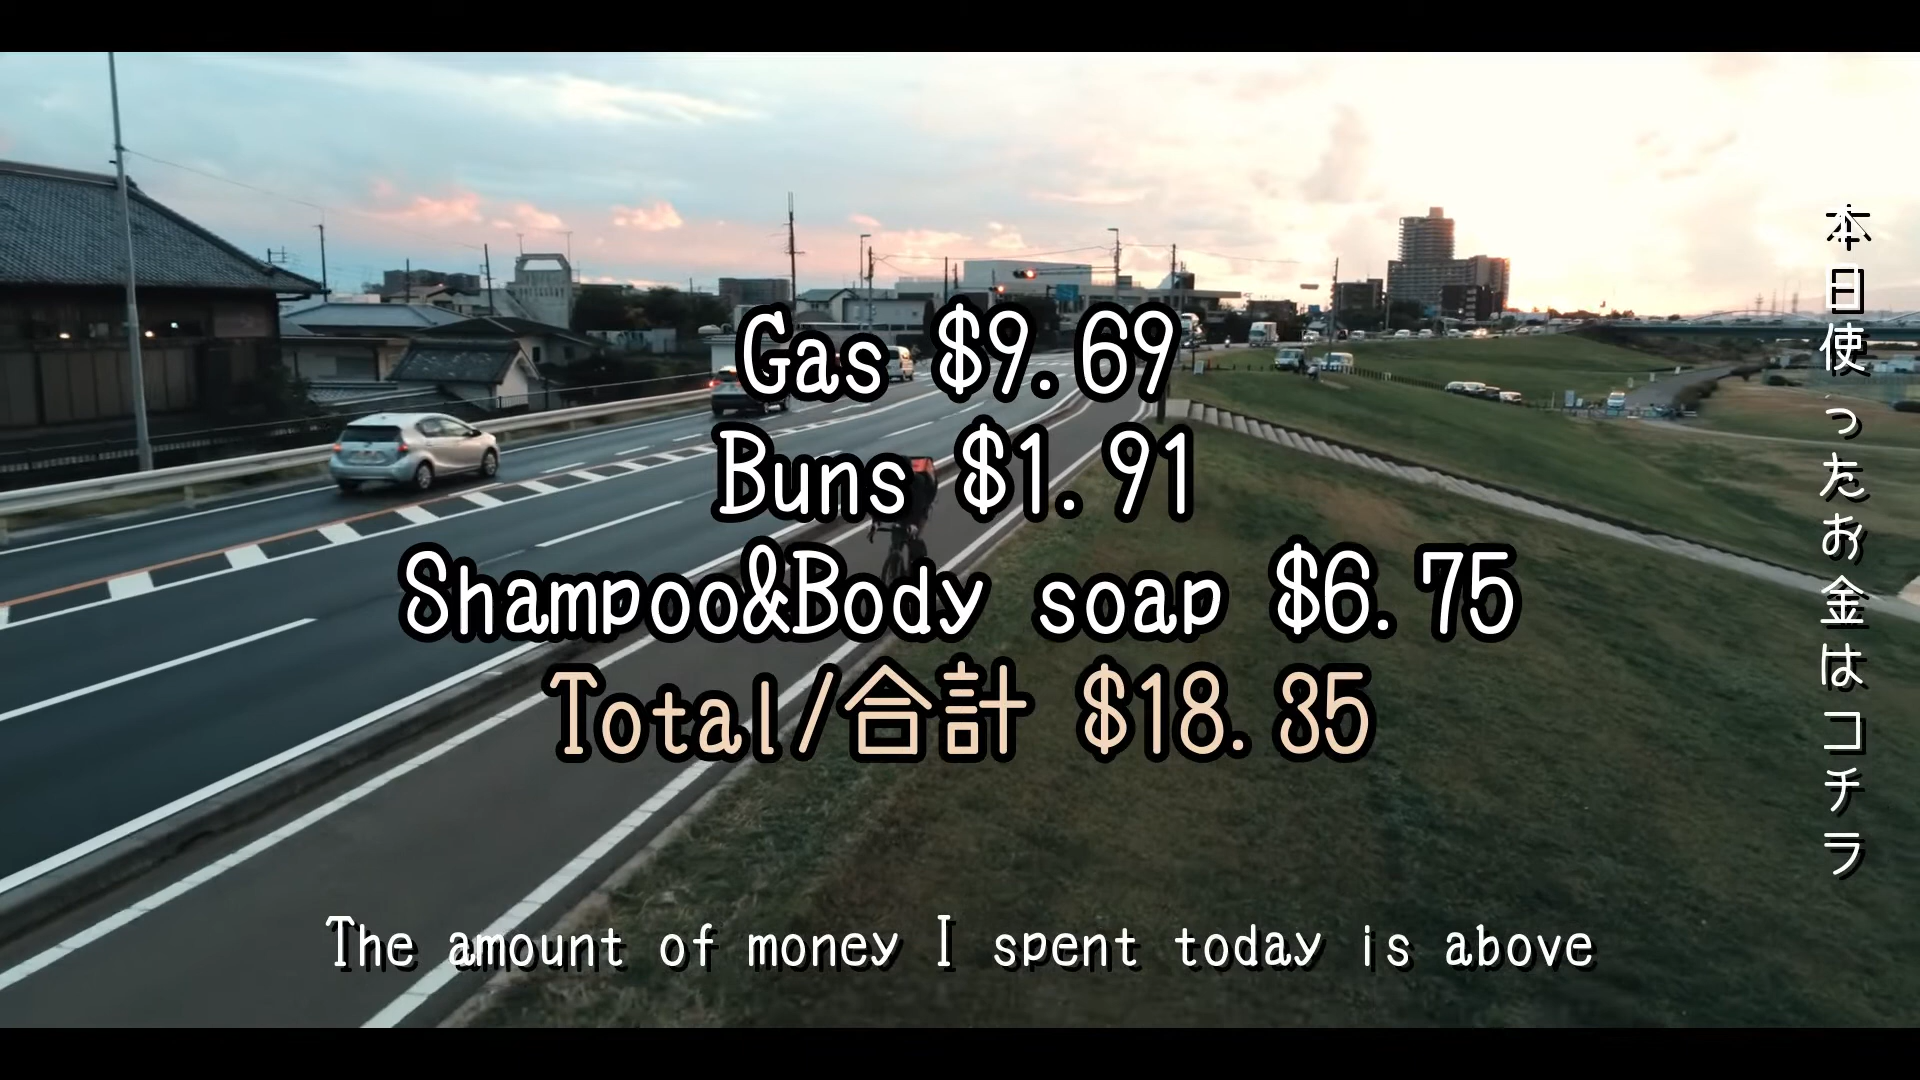 Gas $9.69
Buns $1.91
Shampoo&Body soap $6.75
Total/合計 $18.35
本日使ったお金はコチラ
The amount of money I spent today is above